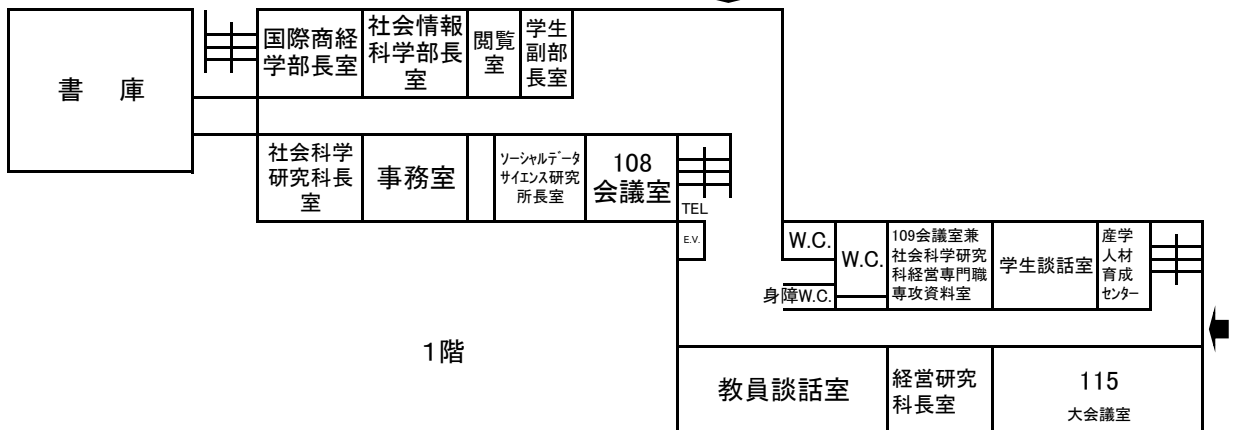 書　庫
国際商経
学部長室
社会情報
科学部長
室
閲覧
室
学生
副部
長室
社会科学
研究科長
室
事務室
ソーシャルデータ
サイエンス研究
所長室
108
会議室
TEL
E.V.
W.C.
W.C.
身障W.C.
109会議室兼
社会科学研究
科経営専門職
専攻資料室
学生談話室
産学
人材
育成
センター
1階
教員談話室
経営研究
科長室
115
大会議室